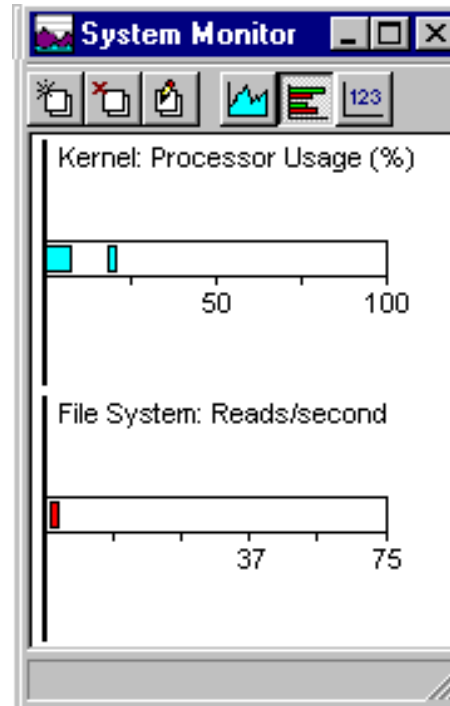 System Monitor
123
Kernel: Processor Usage (%)
50 100
File System: Reads/second
37 75